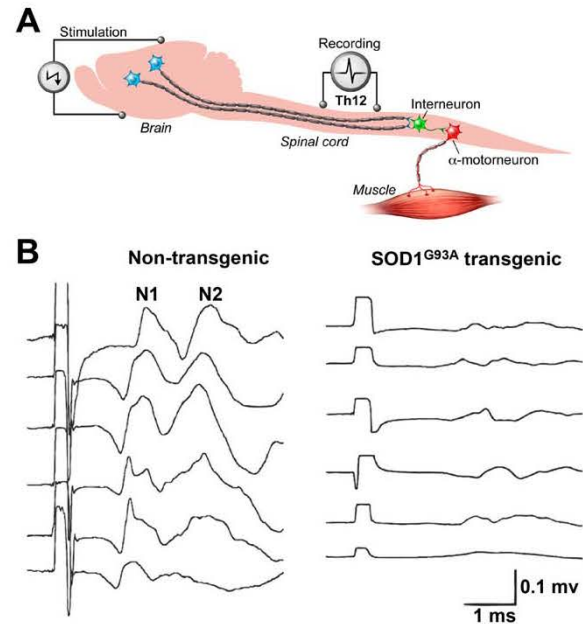 A
Stimulation
Recording
Th12
Interneuron
Brain
Spinal cord
α-motorneuron
Muscle
B
Non-transgenic
SOD1G93A transgenic
N1 N2
0.1 mv
1 ms